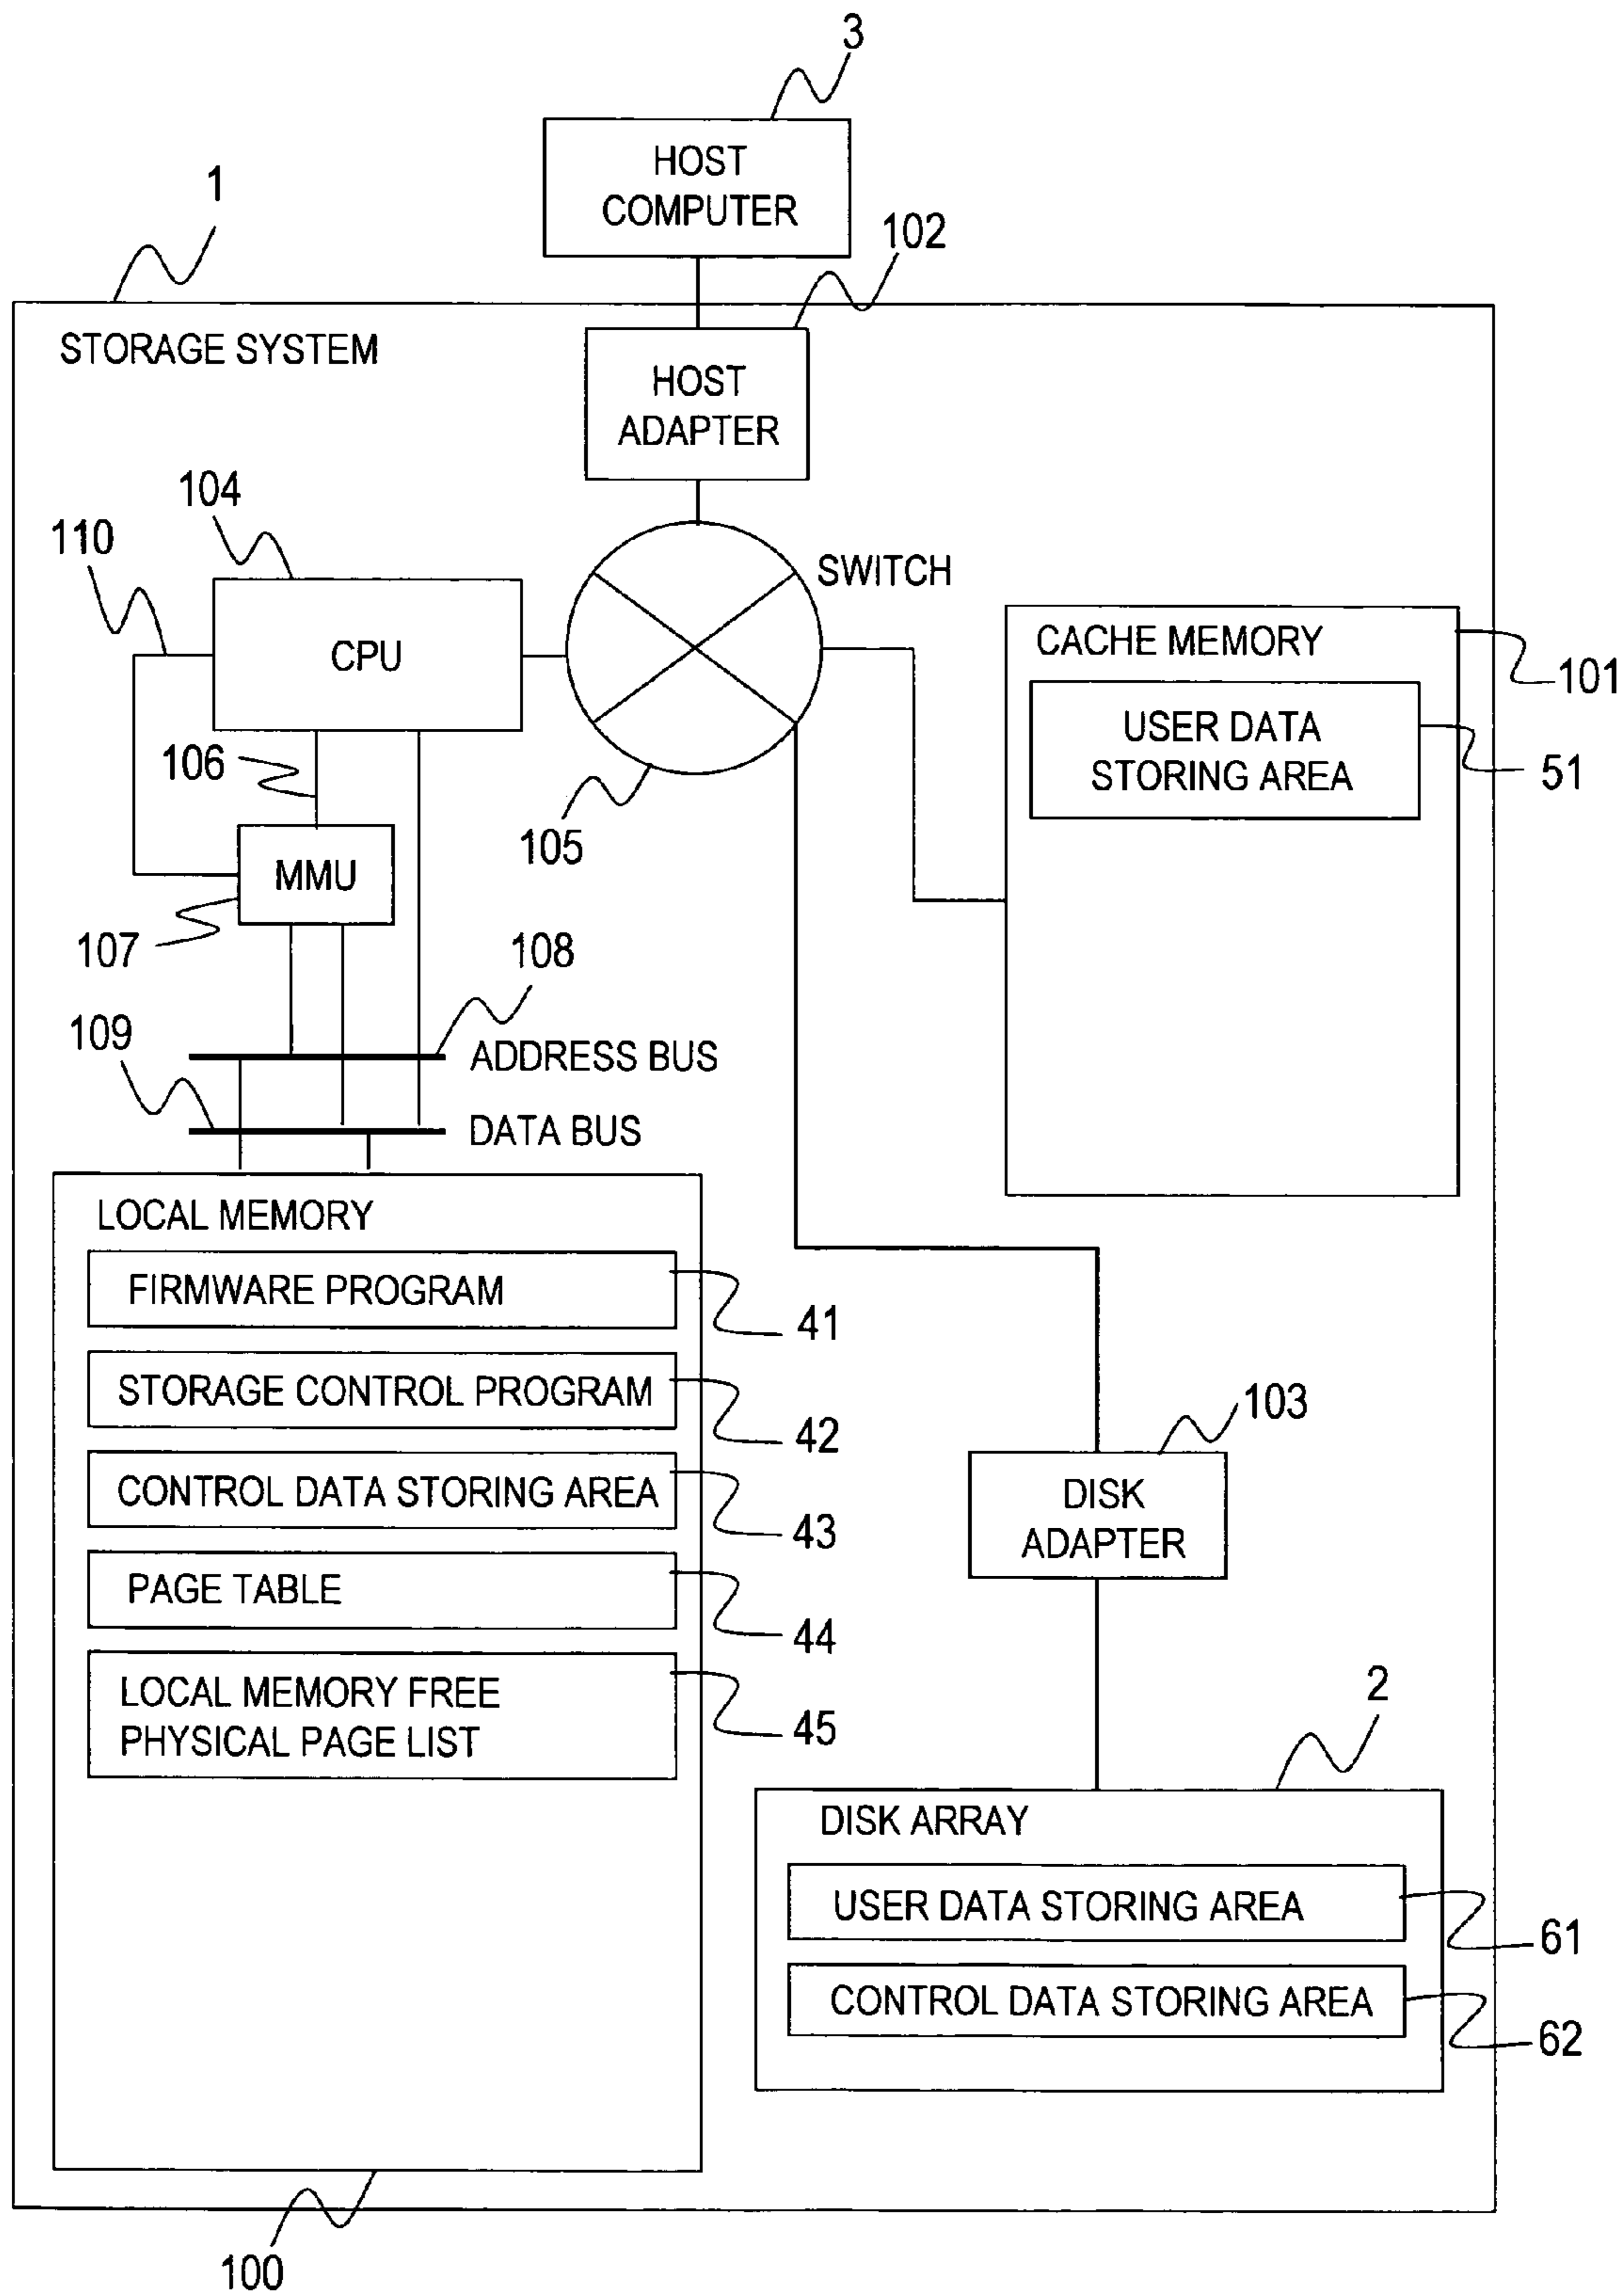 3
HOST
COMPUTER
1
102
STORAGE SYSTEM
HOST
ADAPTER
104
110
SWITCH
CPU
CACHE MEMORY
101
USER DATA
STORING AREA
51
106
105
MMU
107
108
109
ADDRESS BUS
DATA BUS
LOCAL MEMORY
FIRMWARE PROGRAM
41
STORAGE CONTROL PROGRAM
42
CONTROL DATA STORING AREA
43
PAGE TABLE
44
LOCAL MEMORY FREE
PHYSICAL PAGE LIST
45
103
DISK
ADAPTER
2
DISK ARRAY
USER DATA STORING AREA
61
CONTROL DATA STORING AREA
62
100